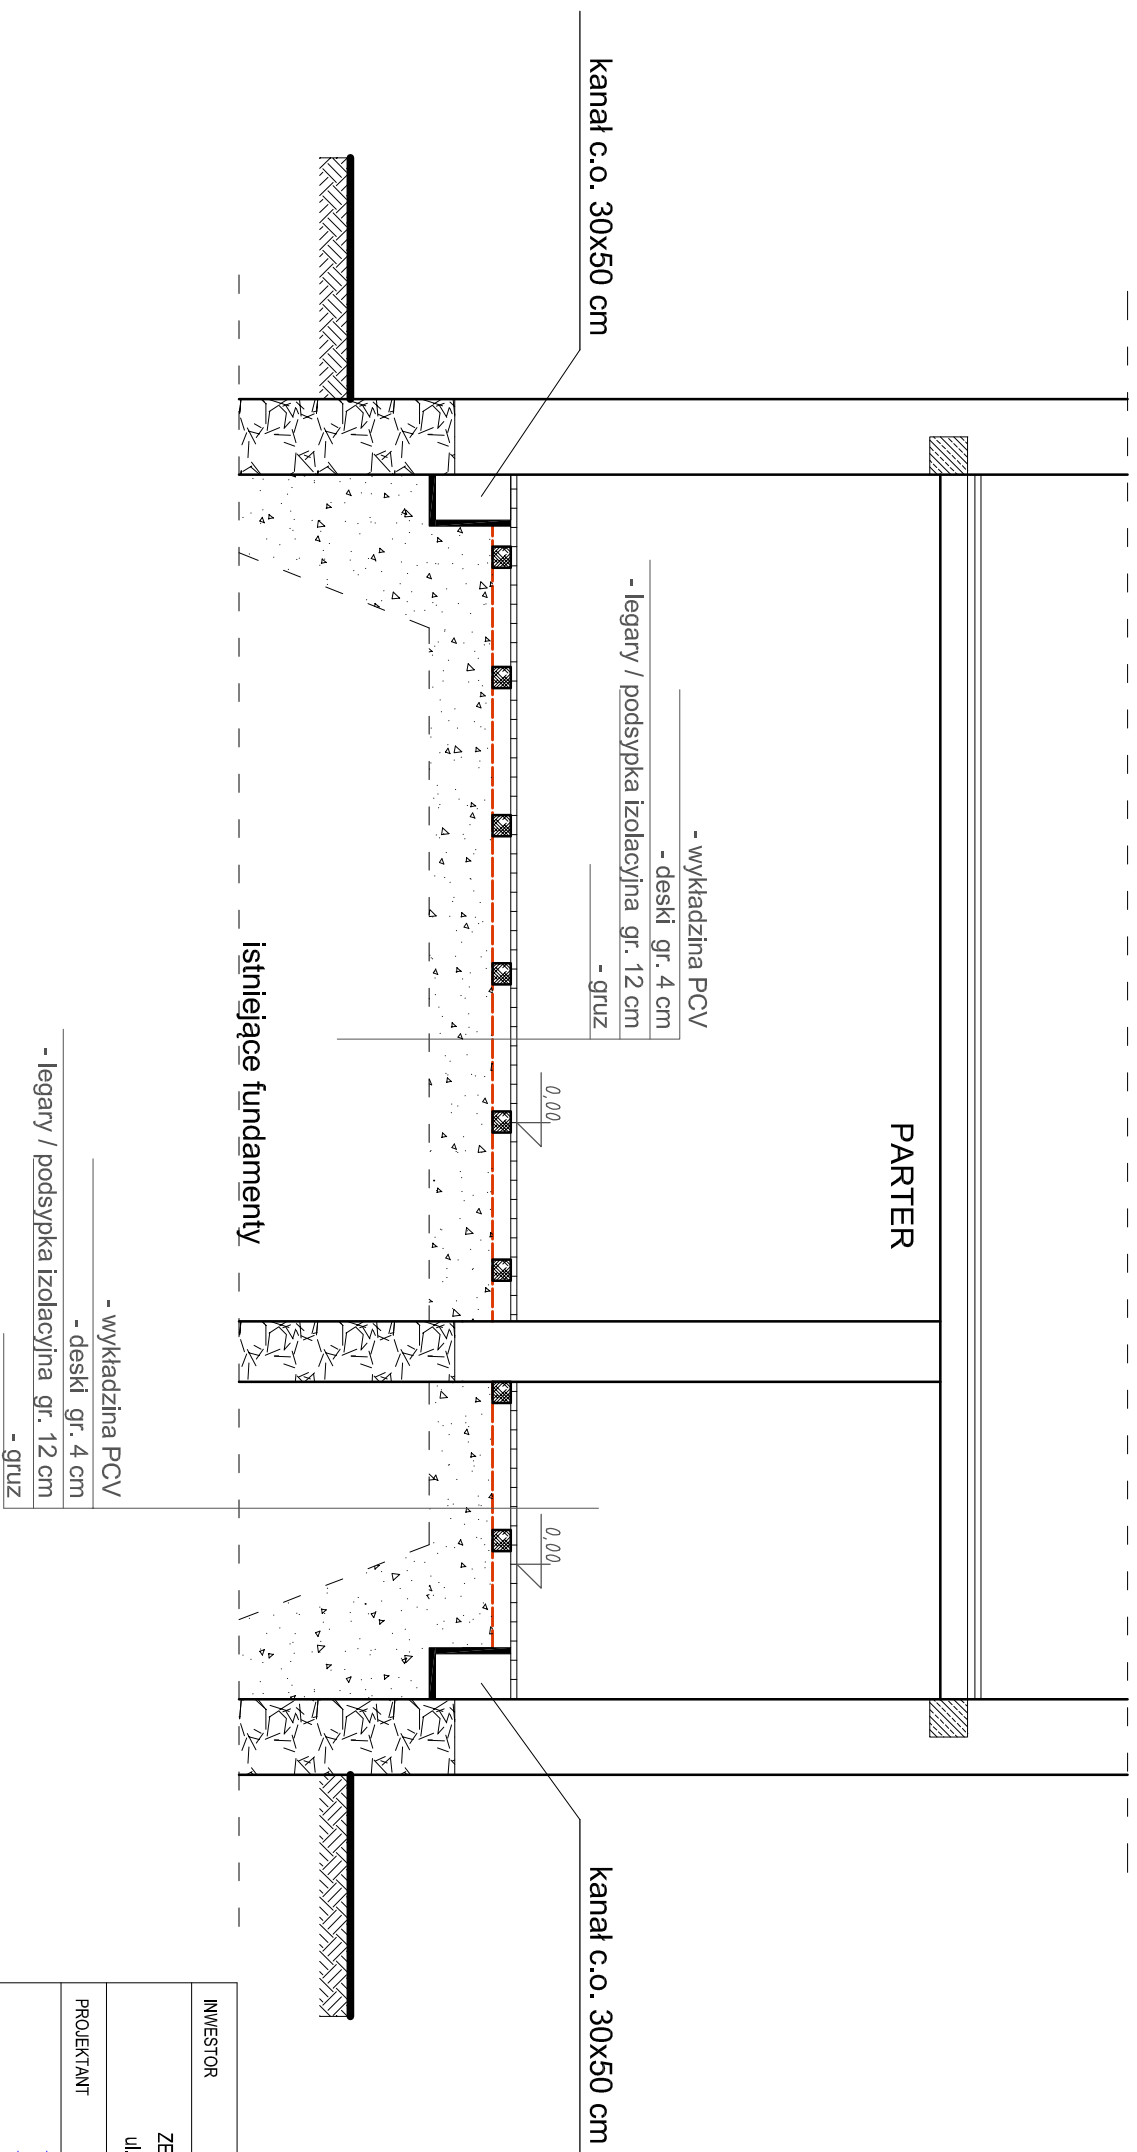 PARTER
kanał c.o. 30x50 cm
- wykładzina PCV
- deski gr. 4 cm
- legary / podsypka izolacyjna gr. 12 cm
- gruz
kanał c.o. 30x50 cm
0,00
0,00
istniejące fundamenty
- wykładzina PCV
- deski gr. 4 cm
- legary / podsypka izolacyjna gr. 12 cm
- gruz
INWESTOR
ul.
PROJEKTANT